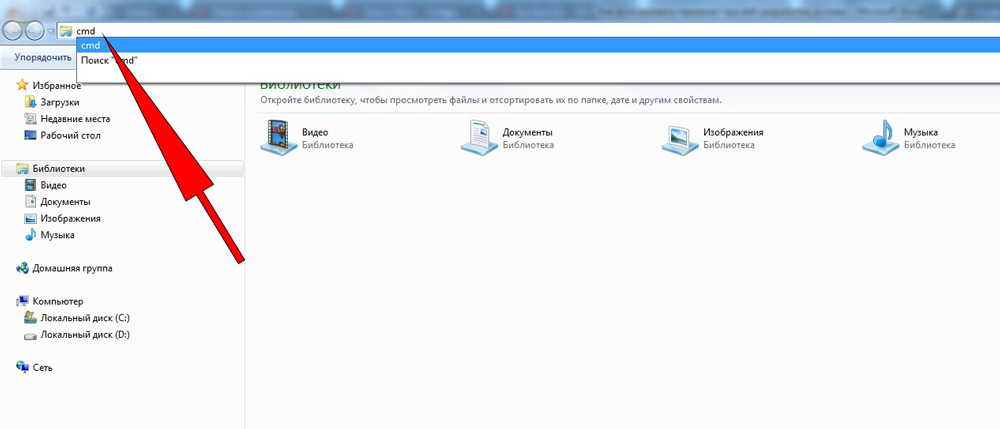 cmd
cmd
Поиск "cmd"
Упорядочить
Библиотеки
Откройте библиотеку, чтобы просмотреть файлы и отсортировать их по папке, дате и другим свойствам.
Избранное
Загрузки
Недавние места
Рабочий стол
Библиотеки
Видео
Документы
Изображения
Музыка
Домашняя группа
Компьютер
Локальный диск (C:)
Локальный диск (D:)
Сеть
Видео
Библиотека
Документы
Библиотека
Изображения
Библиотека
Музыка
Библиотека